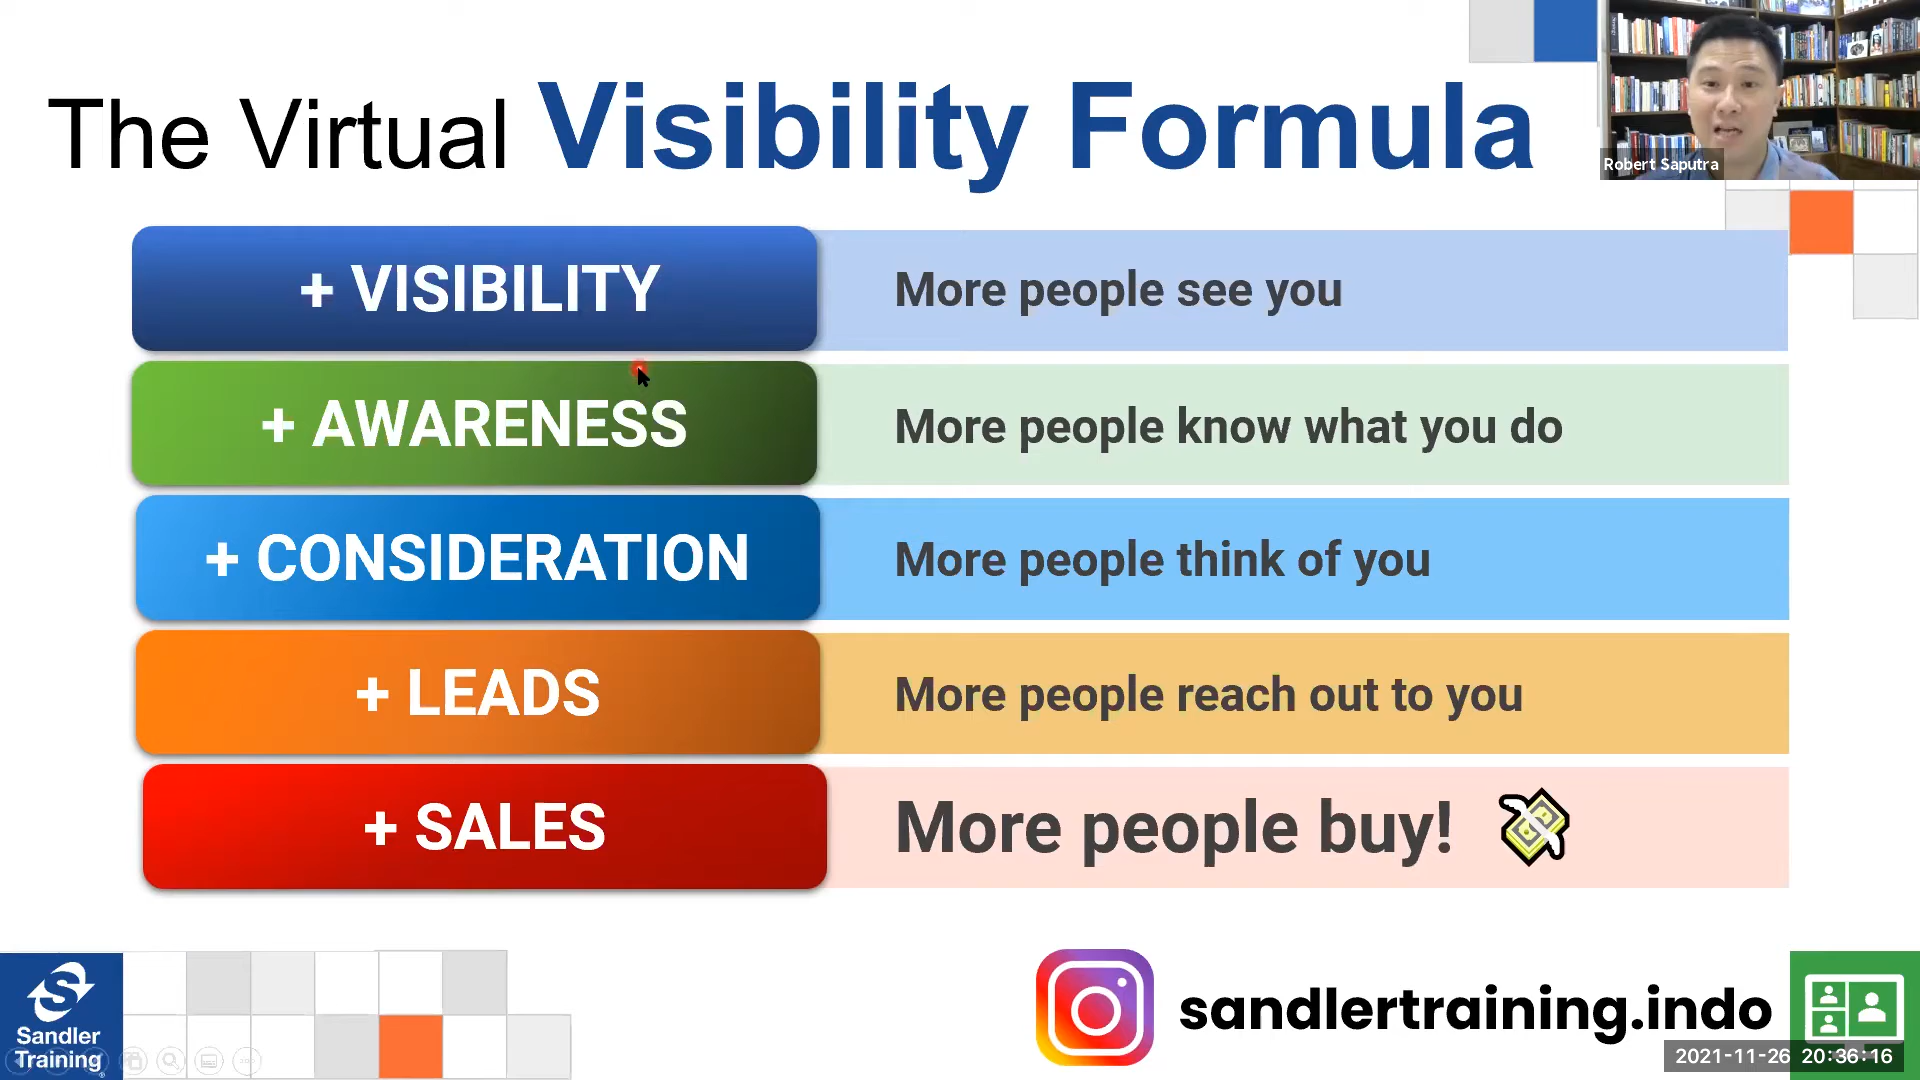 The Virtual Visibility Formula
Robert Saputra
+ VISIBILITY
More people see you
+ AWARENESS
More people know what you do
+ CONSIDERATION
More people think of you
+ LEADS
More people reach out to you
+ SALES
More people buy!
Sandler
Training
sandlertraining.indo
2021-11-26 20:36:16